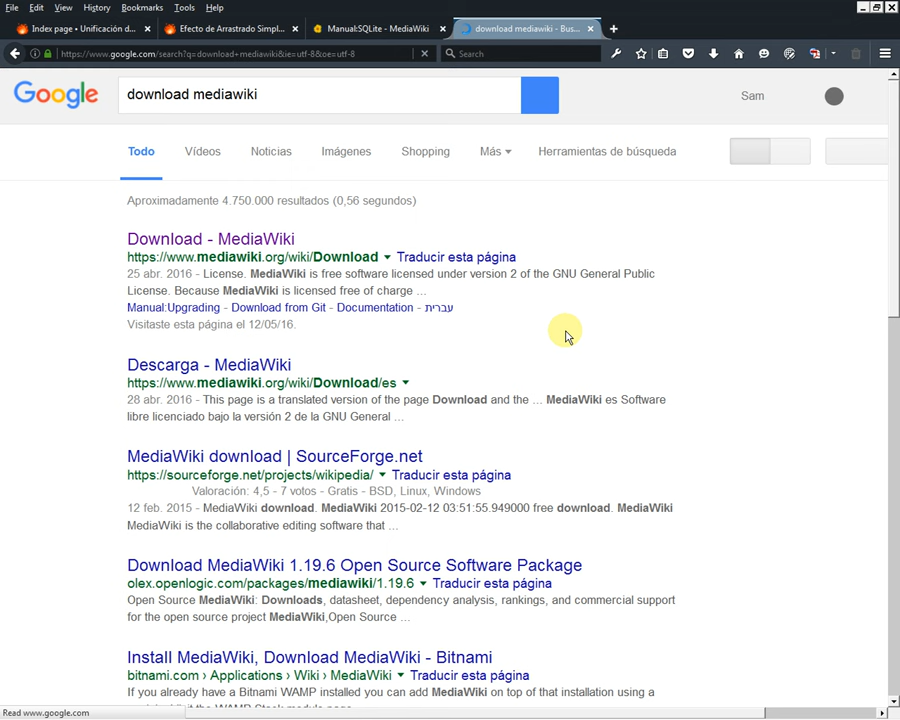 File Edit View History Bookmarks Tools Help
Index page • Unificación d... × Efecto de Arrastrado Simpl... × Manual:SQLite - MediaWiki × download mediawiki - Bus... × +
https://www.google.com/search?q=download+mediawiki&ie=utf-8&oe=utf-8 Search
Google download mediawiki Sam
Todo Vídeos Noticias Imágenes Shopping Más Herramientas de búsqueda
Aproximadamente 4.750.000 resultados (0,56 segundos)
Download - MediaWiki
https://www.mediawiki.org/wiki/Download Traducir esta página
25 abr. 2016 - License. MediaWiki is free software licensed under version 2 of the GNU General Public
License. Because MediaWiki is licensed free of charge ...
Manual:Upgrading - Download from Git - Documentation - עברית
Visitaste esta página el 12/05/16.
Descarga - MediaWiki
https://www.mediawiki.org/wiki/Download/es
28 abr. 2016 - This page is a translated version of the page Download and the ... MediaWiki es Software
libre licenciado bajo la versión 2 de la GNU General ...
MediaWiki download | SourceForge.net
https://sourceforge.net/projects/wikipedia/ Traducir esta página
Valoración: 4,5 - 7 votos - Gratis - BSD, Linux, Windows
12 feb. 2015 - MediaWiki download. MediaWiki 2015-02-12 03:51:55.949000 free download. MediaWiki
MediaWiki is the collaborative editing software that ...
Download MediaWiki 1.19.6 Open Source Software Package
olex.openlogic.com/packages/mediawiki/1.19.6 Traducir esta página
Open Source MediaWiki: Downloads, datasheet, dependency analysis, rankings, and commercial support
for the open source project MediaWiki,Open Source ...
Install MediaWiki, Download MediaWiki - Bitnami
bitnami.com › Applications › Wiki › MediaWiki Traducir esta página
If you already have a Bitnami WAMP installed you can add MediaWiki on top of that installation using a
Read www.google.com